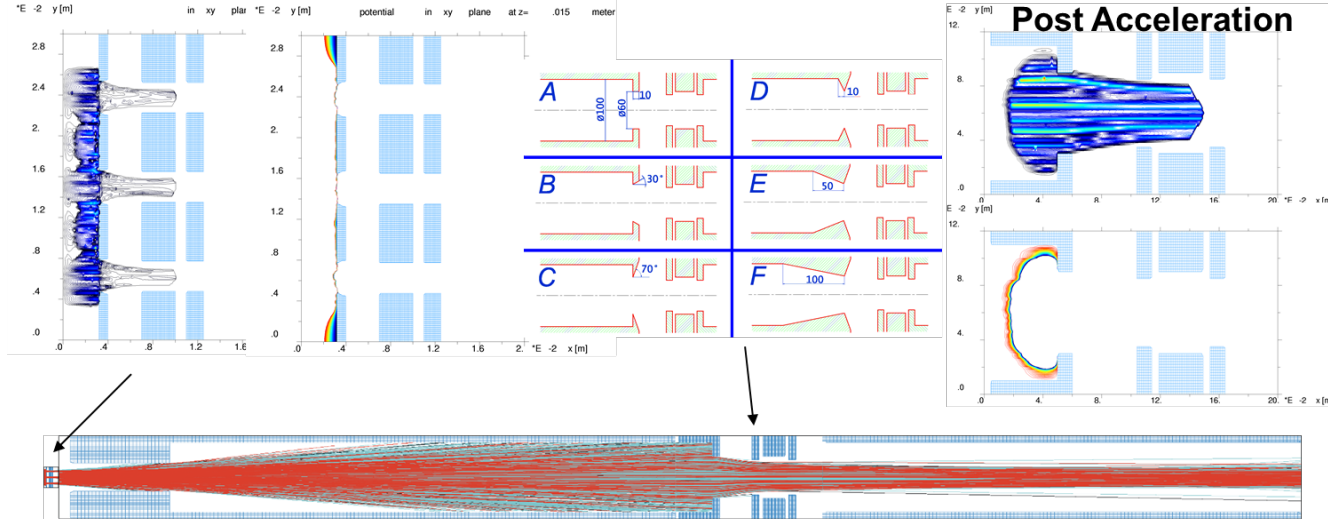 *E -2 y [m] in xy plan
2.8
2.4
2.
1.6
1.2
.8
.4
.0
.0 .4 .8 1.2 1.6
*E -2 y [m] potential in xy plane at z= .015 meter
2.8
2.4
2.
1.6
1.2
.8
.4
.0
.0 .4 .8 1.2 1.6 2. *E -2 x [m]
A
Ø100
Ø60
10
D
10
B
30°
E
50
C
70°
F
100
Post Acceleration
*E -2 y [m]
12.
8.
4.
.0
.0 4. 8. 12. 16. 20. *E -2 x [m
*E -2 y [m]
12.
8.
4.
.0
.0 4. 8. 12. 16. 20. *E -2 x [m